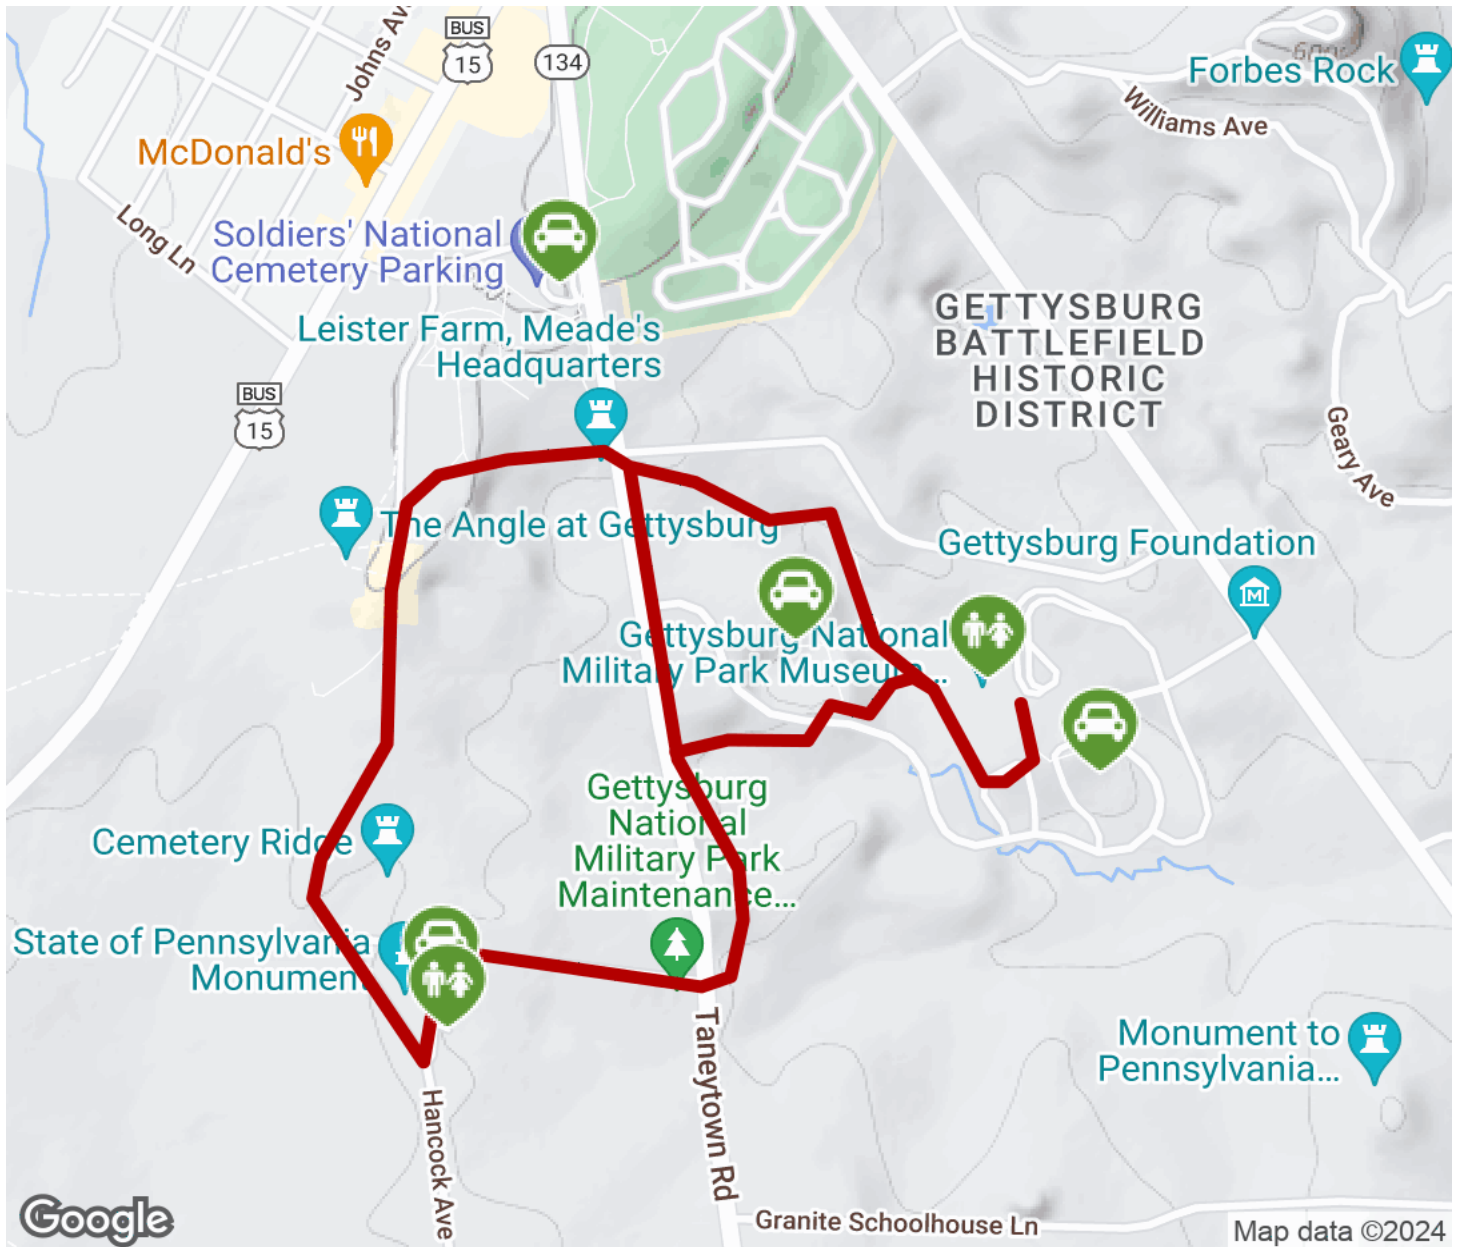 BUS
15
134
Johns Av
Forbes Rock
Williams Ave
McDonald's
Long Ln
Soldiers' National
Cemetery Parking
Leister Farm, Meade's
Headquarters
GETTYSBURG
BATTLEFIELD
HISTORIC
DISTRICT
BUS
15
Geary Ave
The Angle at Gettysburg
Gettysburg Foundation
M
Gettysburg National
Military Park Museum...
Gettysburg
National
Military Park
Maintenance...
Cemetery Ridge
State of Pennsylvania
Monument
Taneytown Rd
Monument to
Pennsylvania...
Hancock Ave
Granite Schoolhouse Ln
Google
Map data ©2024